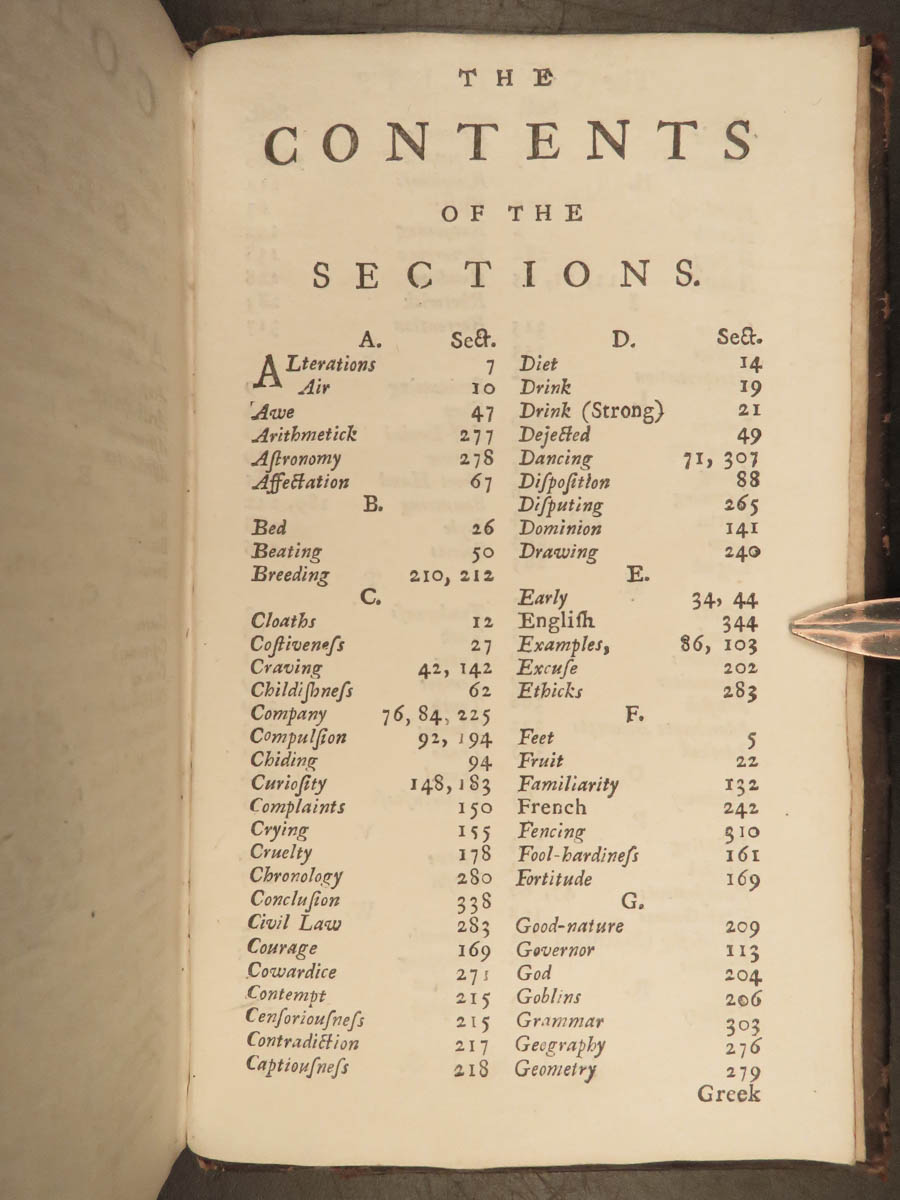 THE
CONTENTS
OF THE
SECTIONS.
A. Sect.
ALterations 7
Air 10
Awe 47
Arithmetick 277
Aſtronomy 278
Affectation 67
B.
Bed 26
Beating 50
Breeding 210, 212
C.
Cloaths 12
Coſtiveneſs 27
Craving 42, 142
Childiſhneſs 62
Company 76, 84, 225
Compulſion 92, 194
Chiding 94
Curioſity 148, 183
Complaints 150
Crying 155
Cruelty 178
Chronology 280
Concluſion 338
Civil Law 283
Courage 169
Cowardice 271
Contempt 215
Cenſoriouſneſs 215
Contradiction 217
Captiouſneſs 218
D. Sect.
Diet 14
Drink 19
Drink (Strong) 21
Dejected 49
Dancing 71, 307
Diſpoſition 88
Diſputing 265
Dominion 141
Drawing 240
E.
Early 34, 44
Engliſh 344
Examples, 86, 103
Excuſe 202
Ethicks 283
F.
Feet 5
Fruit 22
Familiarity 132
French 242
Fencing 310
Fool-hardineſs 161
Fortitude 169
G.
Good-nature 209
Governor 113
God 204
Goblins 206
Grammar 303
Geography 276
Geometry 279
Greek